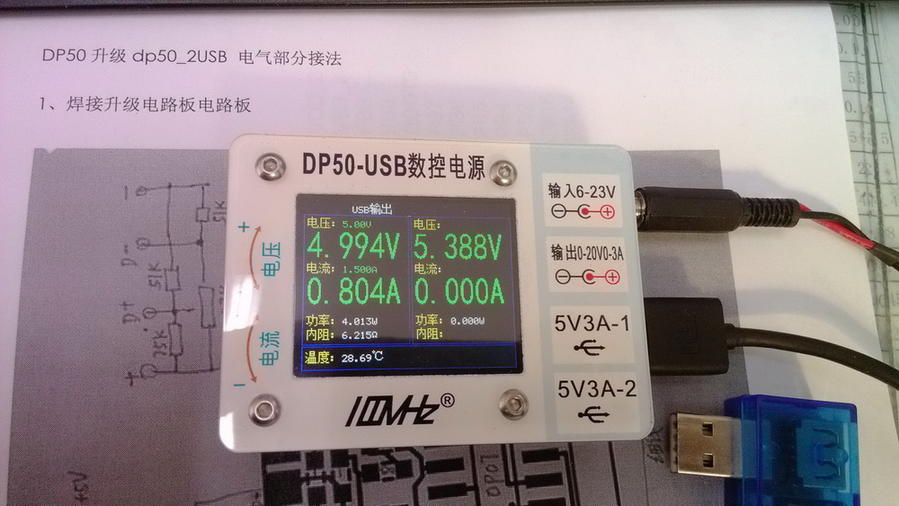 DP50 升级 dp50_2USB 电气部分接法
1、焊接升级电路板电路板
DP50-USB数控电源
USB输出
电压: 5.00V
4.994V
电流: 1.500A
0.804A
功率: 4.013W
内阻: 6.215Ω
电压:
5.388V
电流:
0.000A
功率: 0.000W
内阻:
温度: 28.69℃
+
电压
电流
-
输入6-23V
输出0-20V0-3A
5V3A-1
5V3A-2
®
51K
D-
51K
D+
75K
+5V